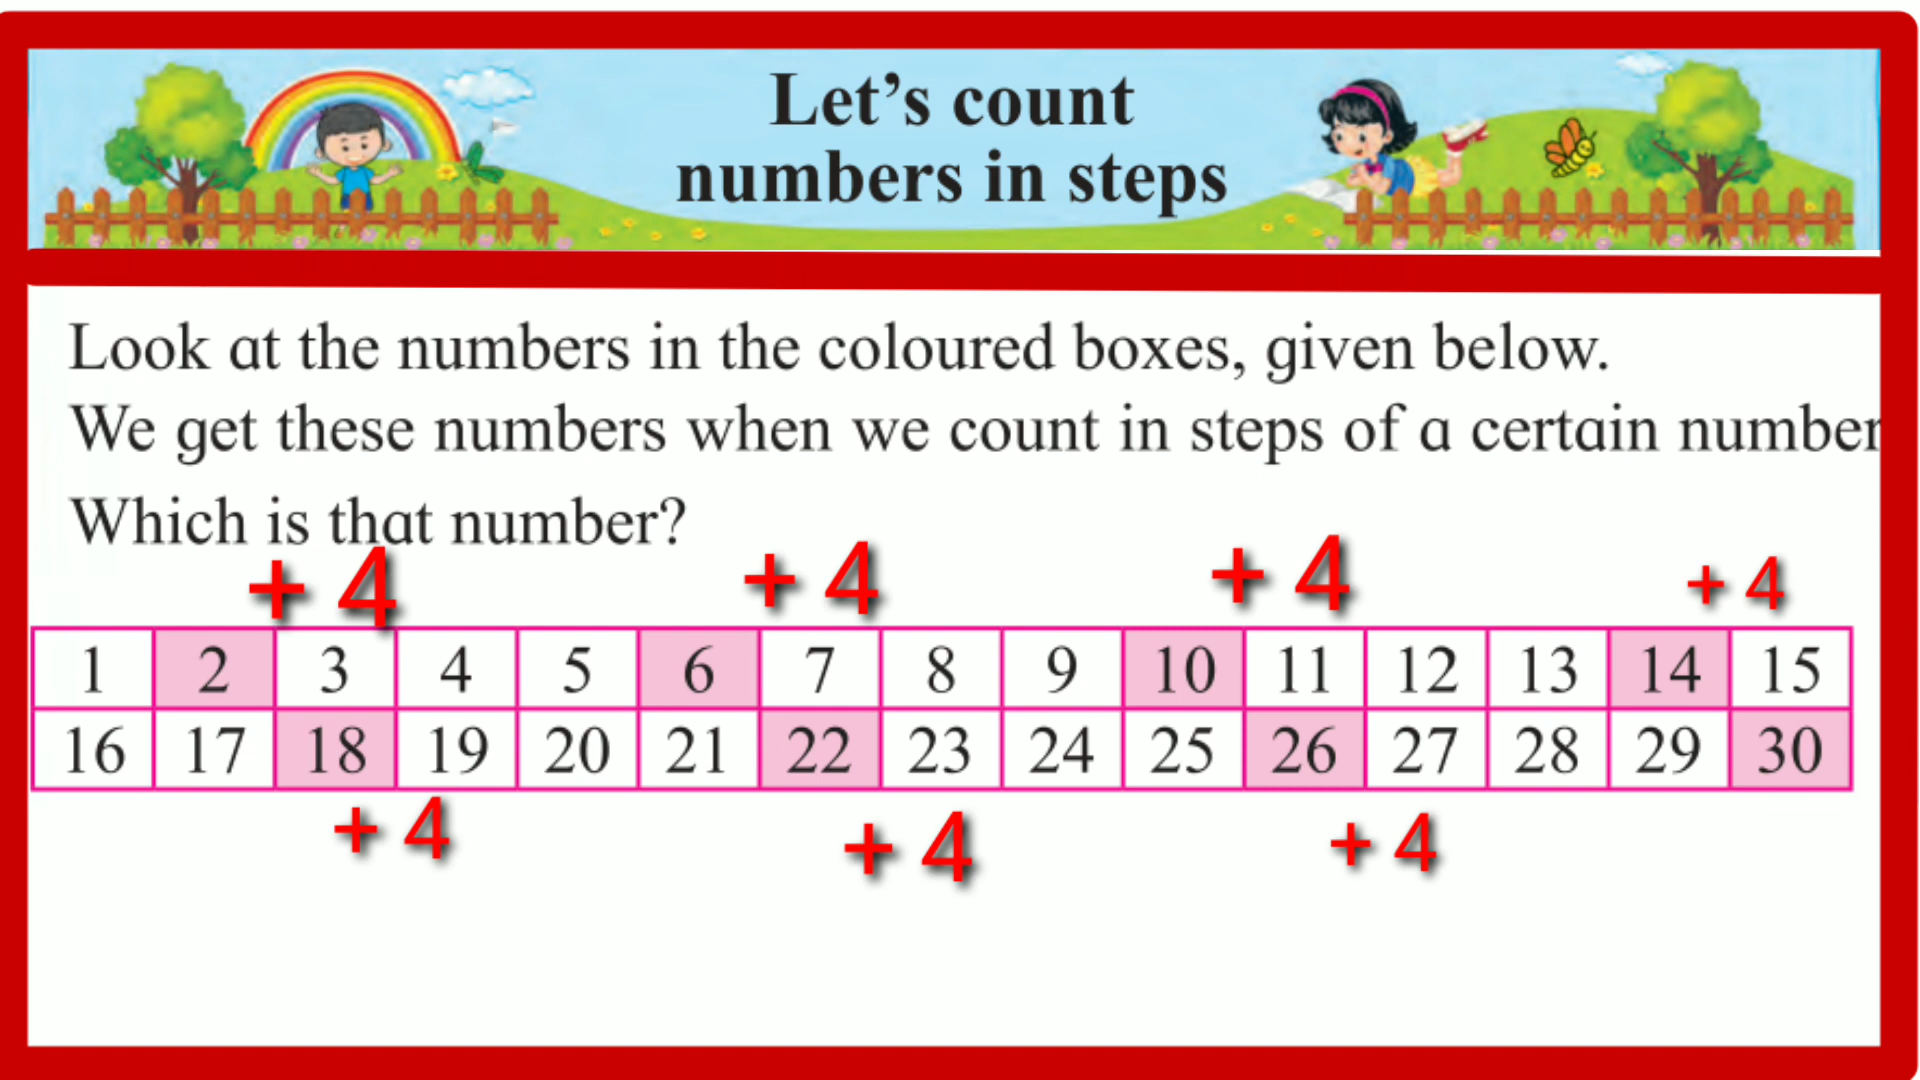 Let's count
numbers in steps
Look at the numbers in the coloured boxes, given below.
We get these numbers when we count in steps of a certain number
Which is that number?
+ 4 + 4 + 4 + 4
1 2 3 4 5 6 7 8 9 10 11 12 13 14 15
16 17 18 19 20 21 22 23 24 25 26 27 28 29 30
+ 4 + 4 + 4